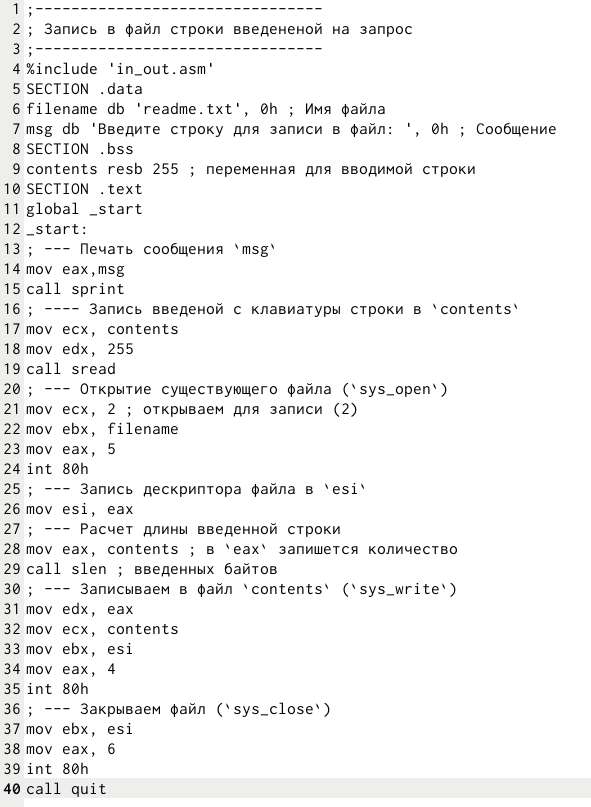 1 ;--------------------------------
2 ; Запись в файл строки введененой на запрос
3 ;--------------------------------
4 %include 'in_out.asm'
5 SECTION .data
6 filename db 'readme.txt', 0h ; Имя файла
7 msg db 'Введите строку для записи в файл: ', 0h ; Сообщение
8 SECTION .bss
9 contents resb 255 ; переменная для вводимой строки
10 SECTION .text
11 global _start
12 _start:
13 ; --- Печать сообщения `msg`
14 mov eax,msg
15 call sprint
16 ; ---- Запись введеной с клавиатуры строки в `contents`
17 mov ecx, contents
18 mov edx, 255
19 call sread
20 ; --- Открытие существующего файла (`sys_open`)
21 mov ecx, 2 ; открываем для записи (2)
22 mov ebx, filename
23 mov eax, 5
24 int 80h
25 ; --- Запись дескриптора файла в `esi`
26 mov esi, eax
27 ; --- Расчет длины введенной строки
28 mov eax, contents ; в `eax` запишется количество
29 call slen ; введенных байтов
30 ; --- Записываем в файл `contents` (`sys_write`)
31 mov edx, eax
32 mov ecx, contents
33 mov ebx, esi
34 mov eax, 4
35 int 80h
36 ; --- Закрываем файл (`sys_close`)
37 mov ebx, esi
38 mov eax, 6
39 int 80h
40 call quit